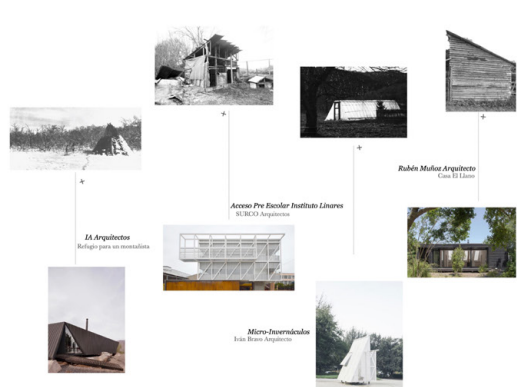 Rubén Muñoz Arquitecto
Casa El Llano
Acceso Pre Escolar Instituto Linares
SURCO Arquitectos
IA Arquitectos
Refugio para un montañista
Micro-Invernáculos
Iván Bravo Arquitecto